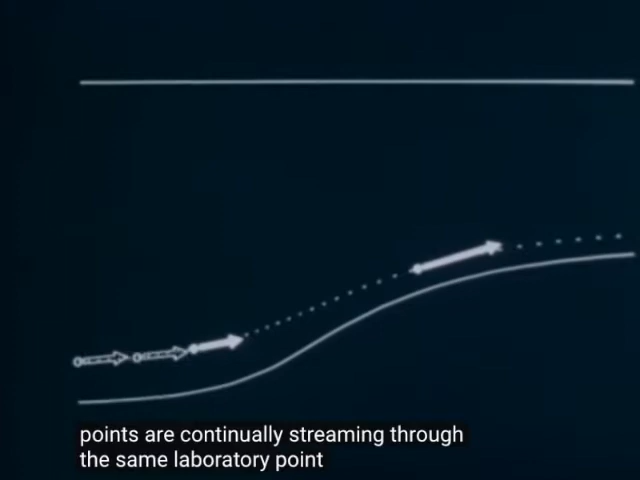 points are continually streaming through
the same laboratory point